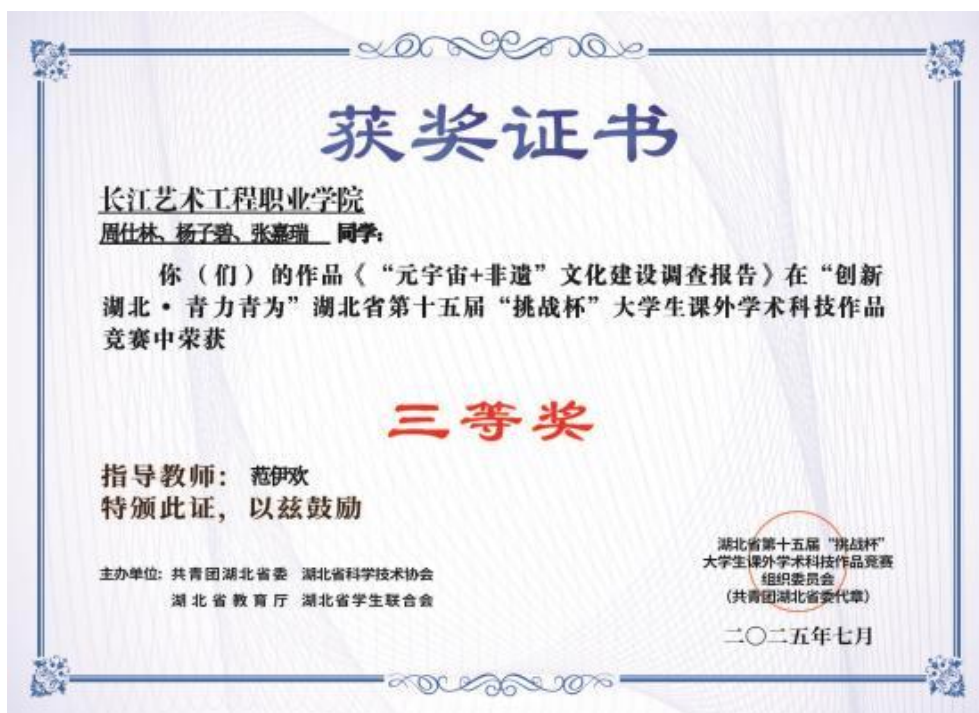 获奖证书
长江艺术工程职业学院
周仕林、杨子碧、张嘉瑞 同学:
你（们）的作品《“元宇宙+非遗”文化建设调查报告》在“创新
湖北·青力青为”湖北省第十五届“挑战杯”大学生课外学术科技作品
竞赛中荣获
三等奖
指导教师: 范伊欢
特颁此证, 以兹鼓励
主办单位: 共青团湖北省委 湖北省科学技术协会
湖北省教育厅 湖北省学生联合会
湖北省第十五届“挑战杯”
大学生课外学术科技作品竞赛
组织委员会
(共青团湖北省委代章)
二〇二五年七月